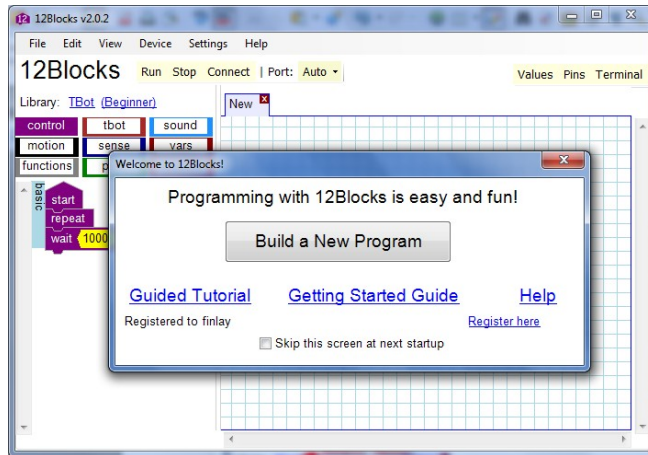 12Blocks v2.0.2
File Edit View Device Settings Help
12Blocks Run Stop Connect | Port: Auto Values Pins Terminal
Library: TBot (Beginner)
New
control tbot sound
motion sense vars
functions p
Welcome to 12Blocks!
basic
start
repeat
wait 1000
Programming with 12Blocks is easy and fun!
Build a New Program
Guided Tutorial Getting Started Guide Help
Registered to finlay Register here
Skip this screen at next startup